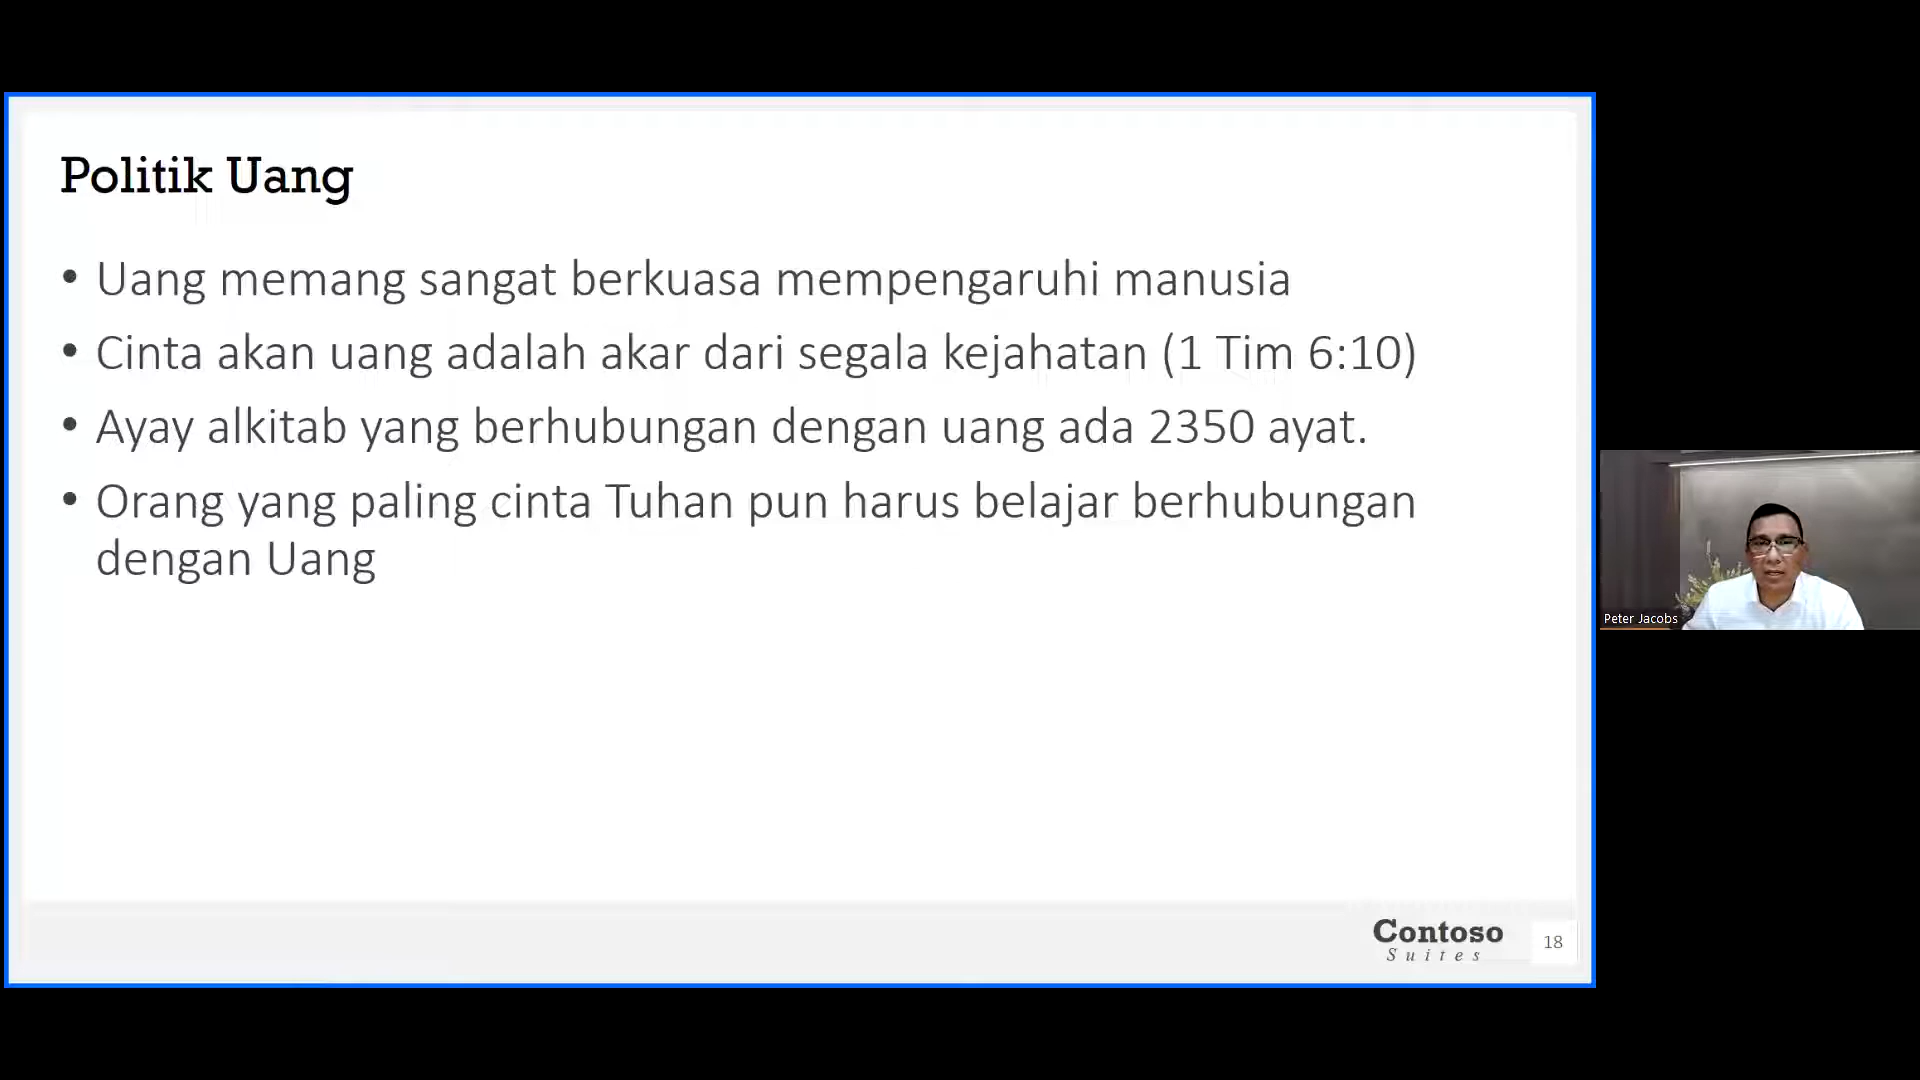 Politik Uang
• Uang memang sangat berkuasa mempengaruhi manusia
• Cinta akan uang adalah akar dari segala kejahatan (1 Tim 6:10)
• Ayay alkitab yang berhubungan dengan uang ada 2350 ayat.
• Orang yang paling cinta Tuhan pun harus belajar berhubungan
dengan Uang
Peter Jacobs
Contoso
Suites
18